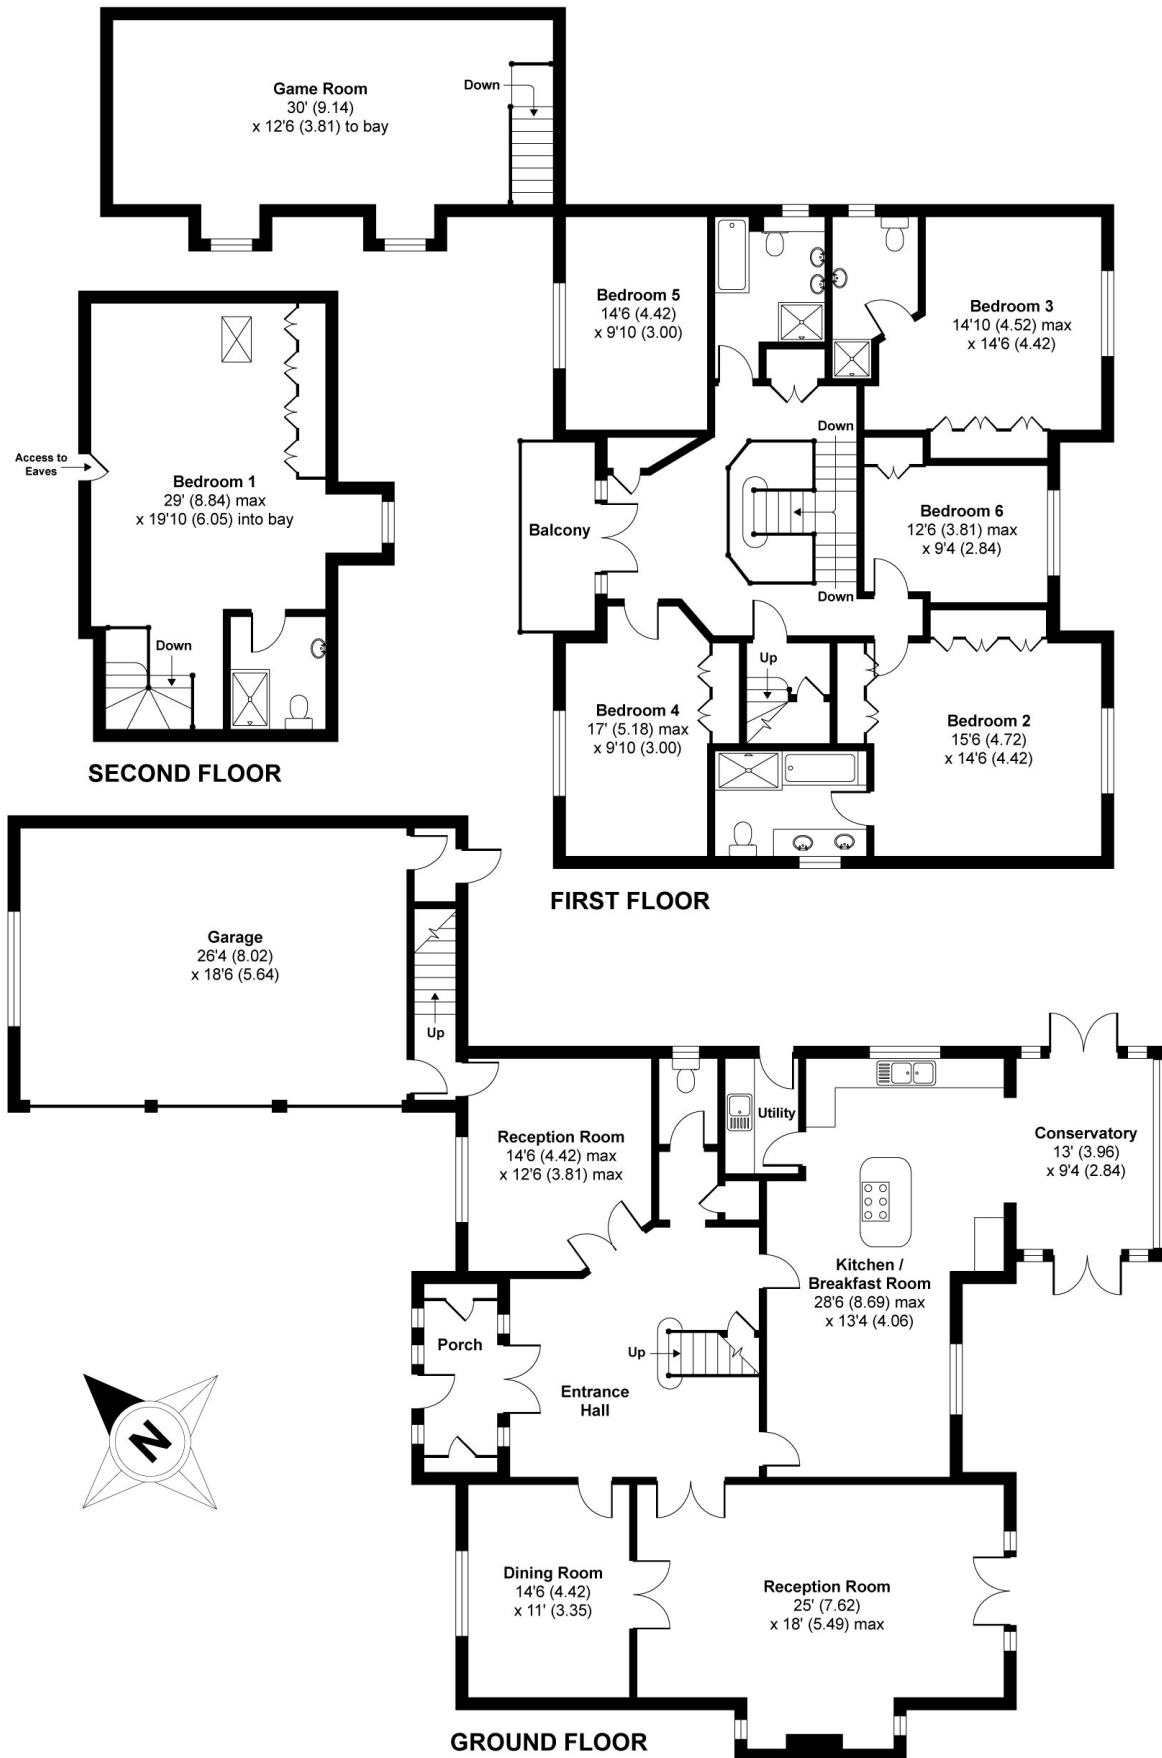 Game Room
30' (9.14)
x 12'6 (3.81) to bay
Down
Bedroom 5
14'6 (4.42)
x 9'10 (3.00)
Bedroom 3
14'10 (4.52) max
x 14'6 (4.42)
Down
Access to
Eaves
Bedroom 1
29' (8.84) max
x 19'10 (6.05) into bay
Down
Balcony
Bedroom 6
12'6 (3.81) max
x 9'4 (2.84)
Down
Up
Bedroom 4
17' (5.18) max
x 9'10 (3.00)
Bedroom 2
15'6 (4.72)
x 14'6 (4.42)
SECOND FLOOR
FIRST FLOOR
Garage
26'4 (8.02)
x 18'6 (5.64)
Up
Reception Room
14'6 (4.42) max
x 12'6 (3.81) max
Utility
Conservatory
13' (3.96)
x 9'4 (2.84)
Kitchen /
Breakfast Room
28'6 (8.69) max
x 13'4 (4.06)
Porch
Up
Entrance
Hall
N
Dining Room
14'6 (4.42)
x 11' (3.35)
Reception Room
25' (7.62)
x 18' (5.49) max
GROUND FLOOR